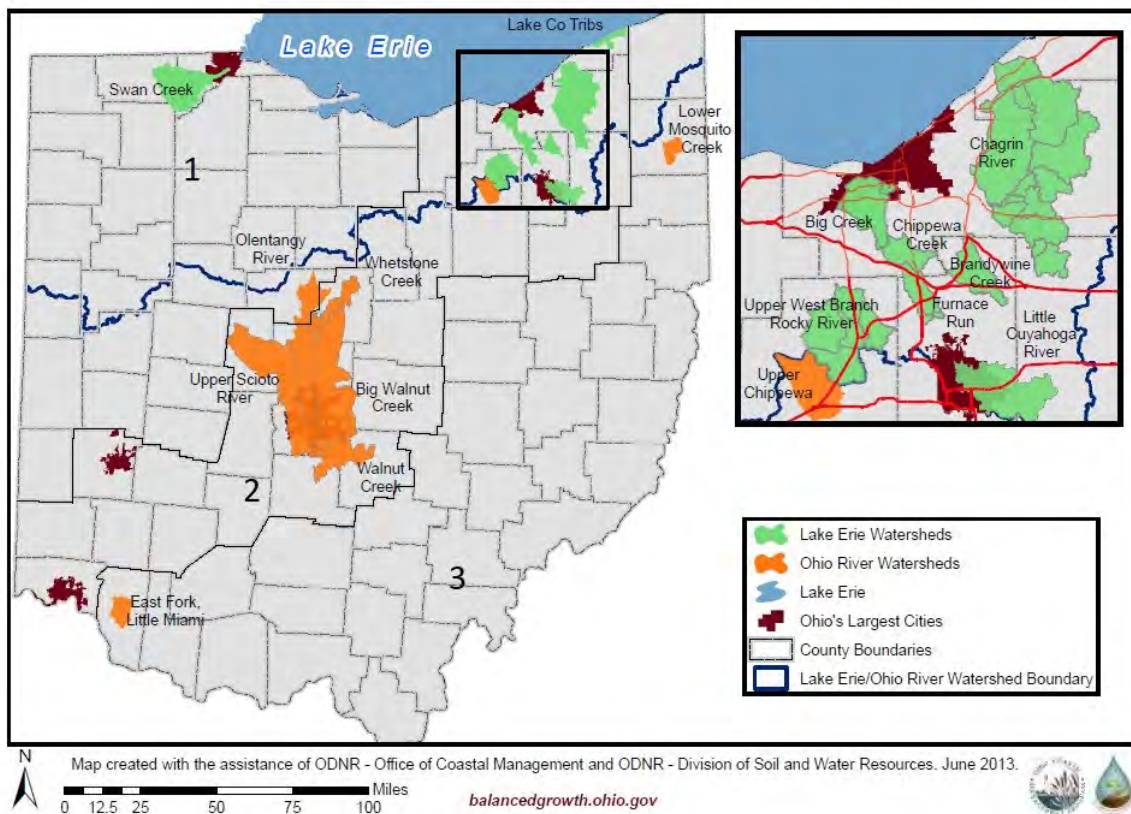 Lake Erie
Lake Co Tribs
Swan Creek
Lower
Mosquito
Creek
1
Olentangy
River
Whetstone
Creek
Upper Scioto
River
Big Walnut
Creek
Walnut
Creek
2
3
East Fork,
Little Miami
Chagrin
River
Big Creek
Chippewa
Creek
Brandywine
Creek
Upper West Branch
Rocky River
Furnace
Run
Little
Cuyahoga
River
Upper
Chippewa
Lake Erie Watersheds
Ohio River Watersheds
Lake Erie
Ohio's Largest Cities
County Boundaries
Lake Erie/Ohio River Watershed Boundary
N
Map created with the assistance of ODNR - Office of Coastal Management and ODNR - Division of Soil and Water Resources. June 2013.
Miles
0 12.5 25 50 75 100
balancedgrowth.ohio.gov